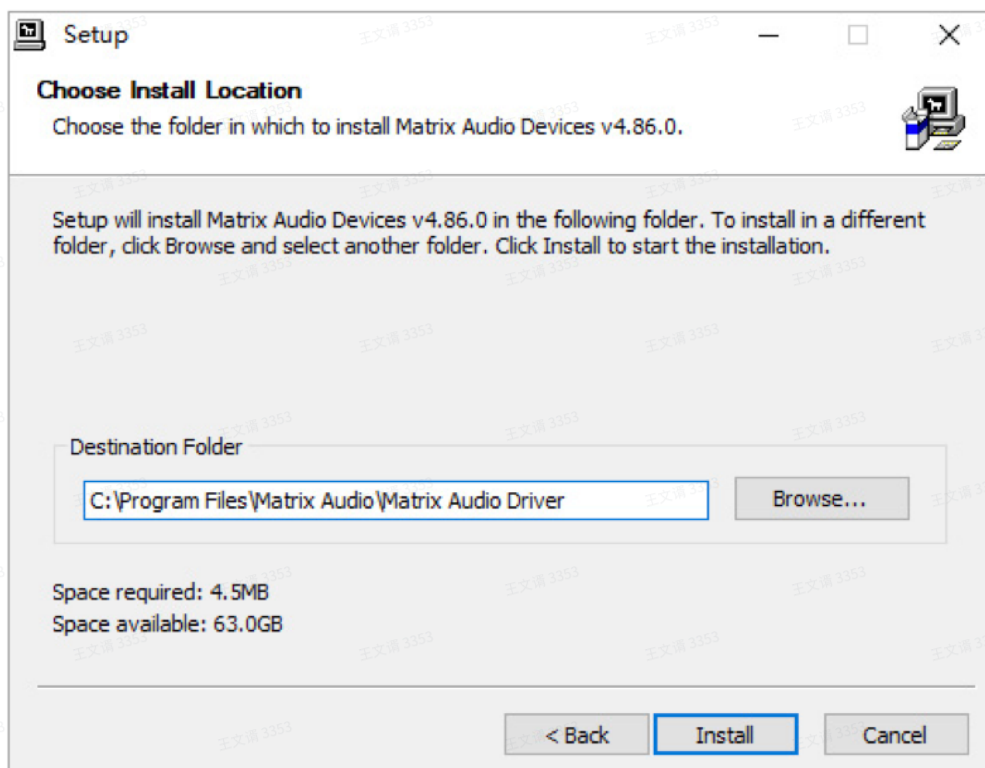 Setup
Choose Install Location
Choose the folder in which to install Matrix Audio Devices v4.86.0.
Setup will install Matrix Audio Devices v4.86.0 in the following folder. To install in a different
folder, click Browse and select another folder. Click Install to start the installation.
Destination Folder
C:\Program Files\Matrix Audio\Matrix Audio Driver
Browse...
Space required: 4.5MB
Space available: 63.0GB
< Back
Install
Cancel